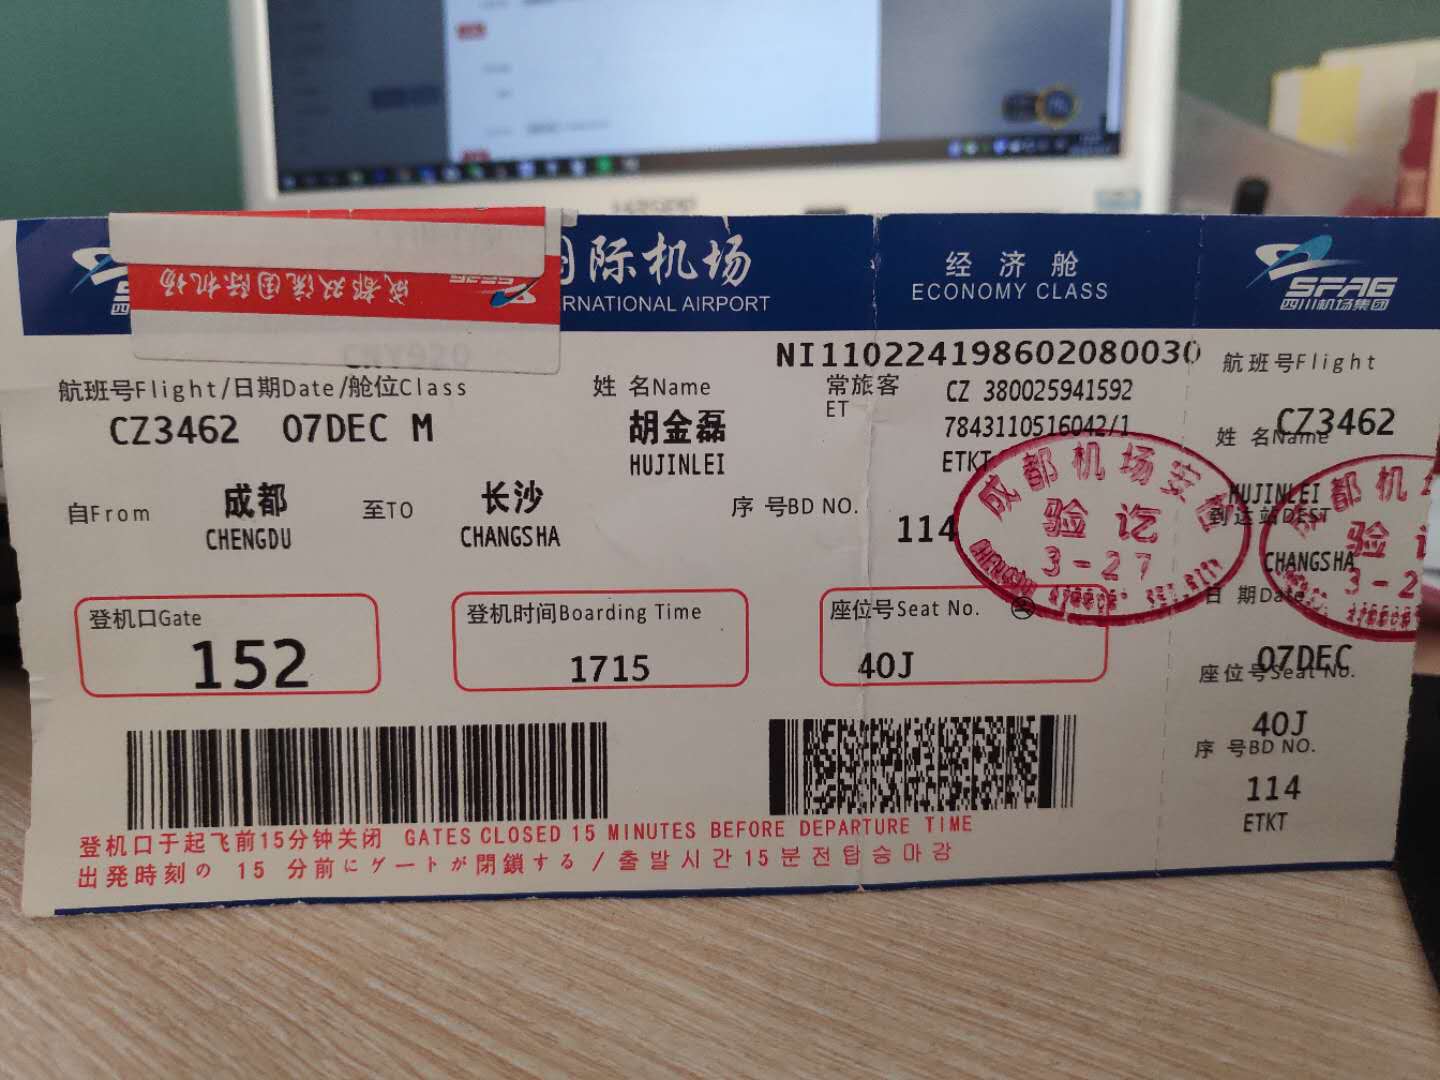 国际机场
RNATIONAL AIRPORT
成都双流国际机场
经 济 舱
ECONOMY CLASS
SFAG
四川机场集团
NI110224198602080030
航班号Flight/日期Date/舱位Class
姓 名Name
常旅客
CZ 380025941592
航班号Flight
CZ3462 07DEC M
胡金磊
ET
7843110516042/1
CZ3462
HUJINLEI
ETKT
姓 名Name
自From
成都
至TO
长沙
序 号BD NO.
114
HUJINLEI
CHENGDU
CHANGSHA
到达站DEST
CHANGSHA
成都机场安
验 讫
3-27
都机
验
3-2
登机口Gate
登机时间Boarding Time
座位号Seat No.
日 期Date
152
1715
40J
07DEC
座位号Seat No.
40J
序 号BD NO.
114
ETKT
登机口于起飞前15分钟关闭 GATES CLOSED 15 MINUTES BEFORE DEPARTURE TIME
出発時刻の 15 分前にゲートが閉鎖する / 출발시간 15분전탑승마감